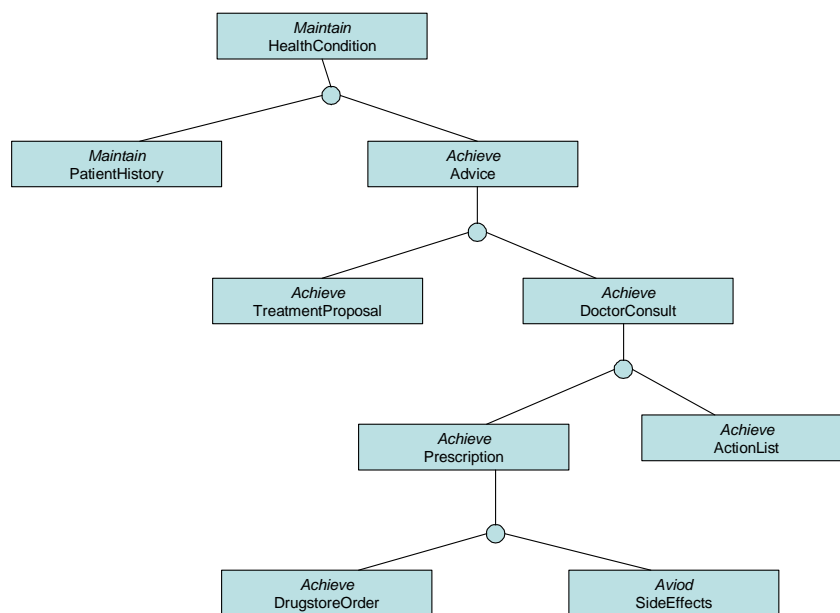 Maintain
HealthCondition
Maintain
PatientHistory
Achieve
Advice
Achieve
TreatmentProposal
Achieve
DoctorConsult
Achieve
Prescription
Achieve
ActionList
Achieve
DrugstoreOrder
Aviod
SideEffects